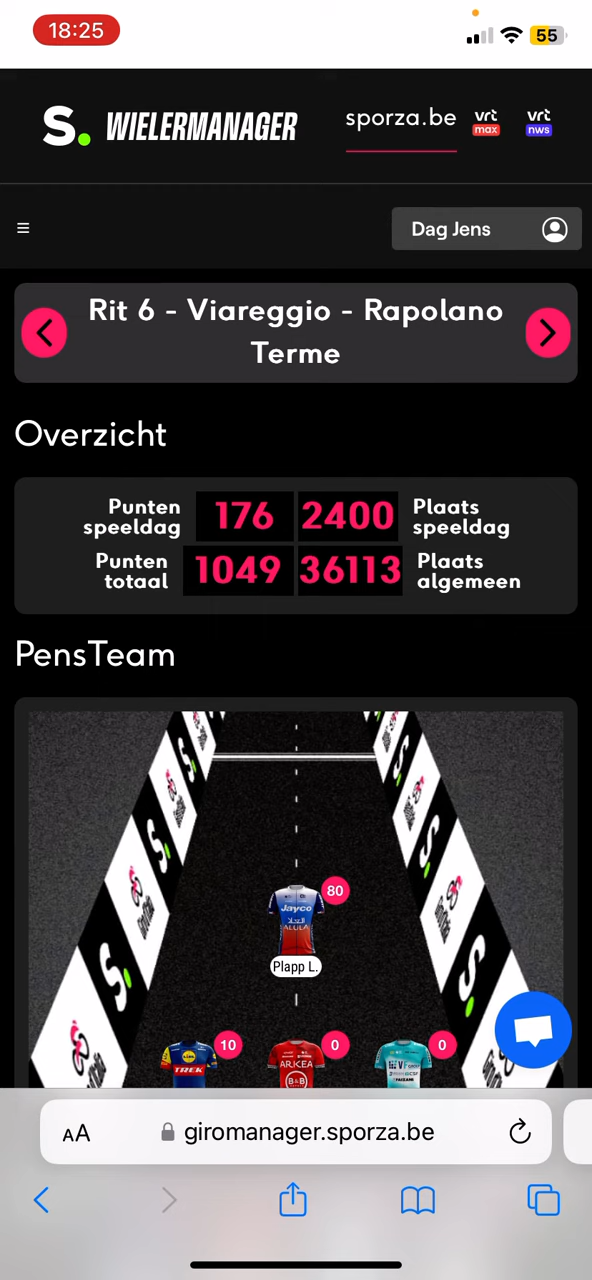 18:25
55
S. WIELERMANAGER
sporza.be
vrt max
vrt nws
Dag Jens
Rit 6 - Viareggio - Rapolano
Terme
Overzicht
Punten speeldag 176 2400 Plaats speeldag
Punten totaal 1049 36113 Plaats algemeen
PensTeam
80
Jayco
ALULA
Plapp L.
10
0
0
TREK
ARKEA
B&B
AA giromanager.sporza.be